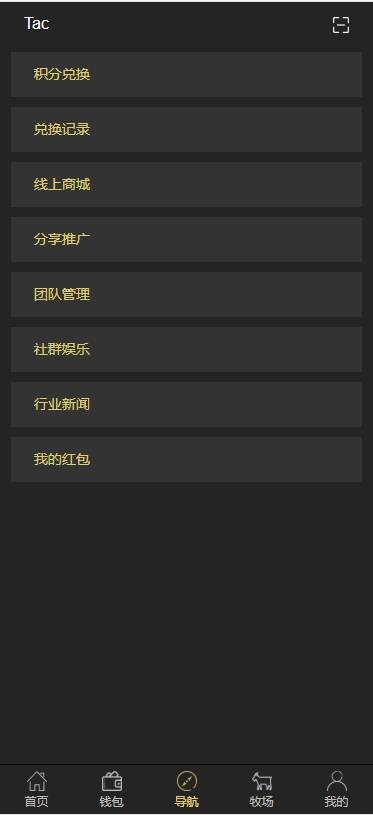 Tac
积分兑换
兑换记录
线上商城
分享推广
团队管理
社群娱乐
行业新闻
我的红包
首页
钱包
导航
牧场
我的